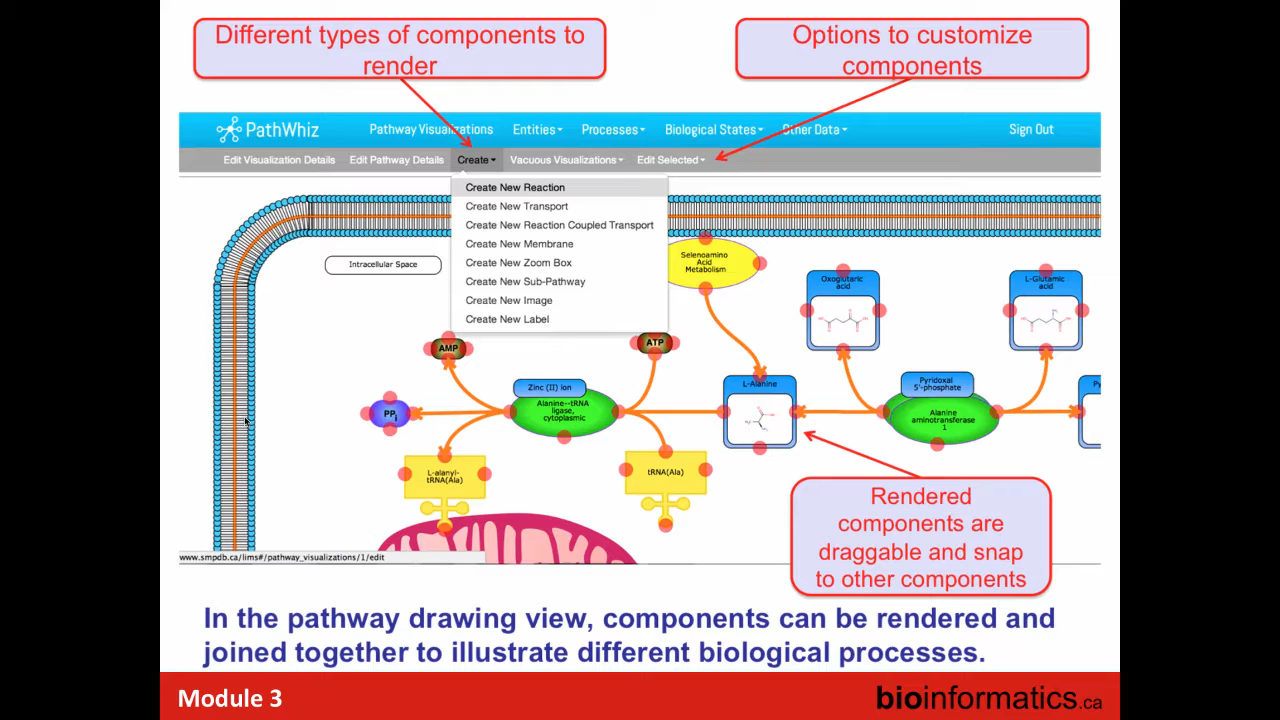 Different types of components to
render
Options to customize
components
PathWhiz
Pathway Visualizations
Entities
Processes
Biological States
Other Data
Sign Out
Edit Visualization Details
Edit Pathway Details
Create
Vacuous Visualizations
Edit Selected
Create New Reaction
Create New Transport
Create New Reaction Coupled Transport
Create New Membrane
Create New Zoom Box
Create New Sub-Pathway
Create New Image
Create New Label
Intracellular Space
Selenoamino
Acid
Metabolism
Oxoglutaric
acid
L-Glutamic
acid
AMP
ATP
Zinc (II) ion
Alanine--tRNA
ligase,
cytoplasmic
PPi
L-Alanine
Pyridoxal
5'-phosphate
Alanine
aminotransferase
1
Py
L-alanyl-
tRNA(Ala)
tRNA(Ala)
Rendered
components are
draggable and snap
to other components
www.smpdb.ca/lims#/pathway_visualizations/1/edit
In the pathway drawing view, components can be rendered and
joined together to illustrate different biological processes.
Module 3
bioinformatics.ca